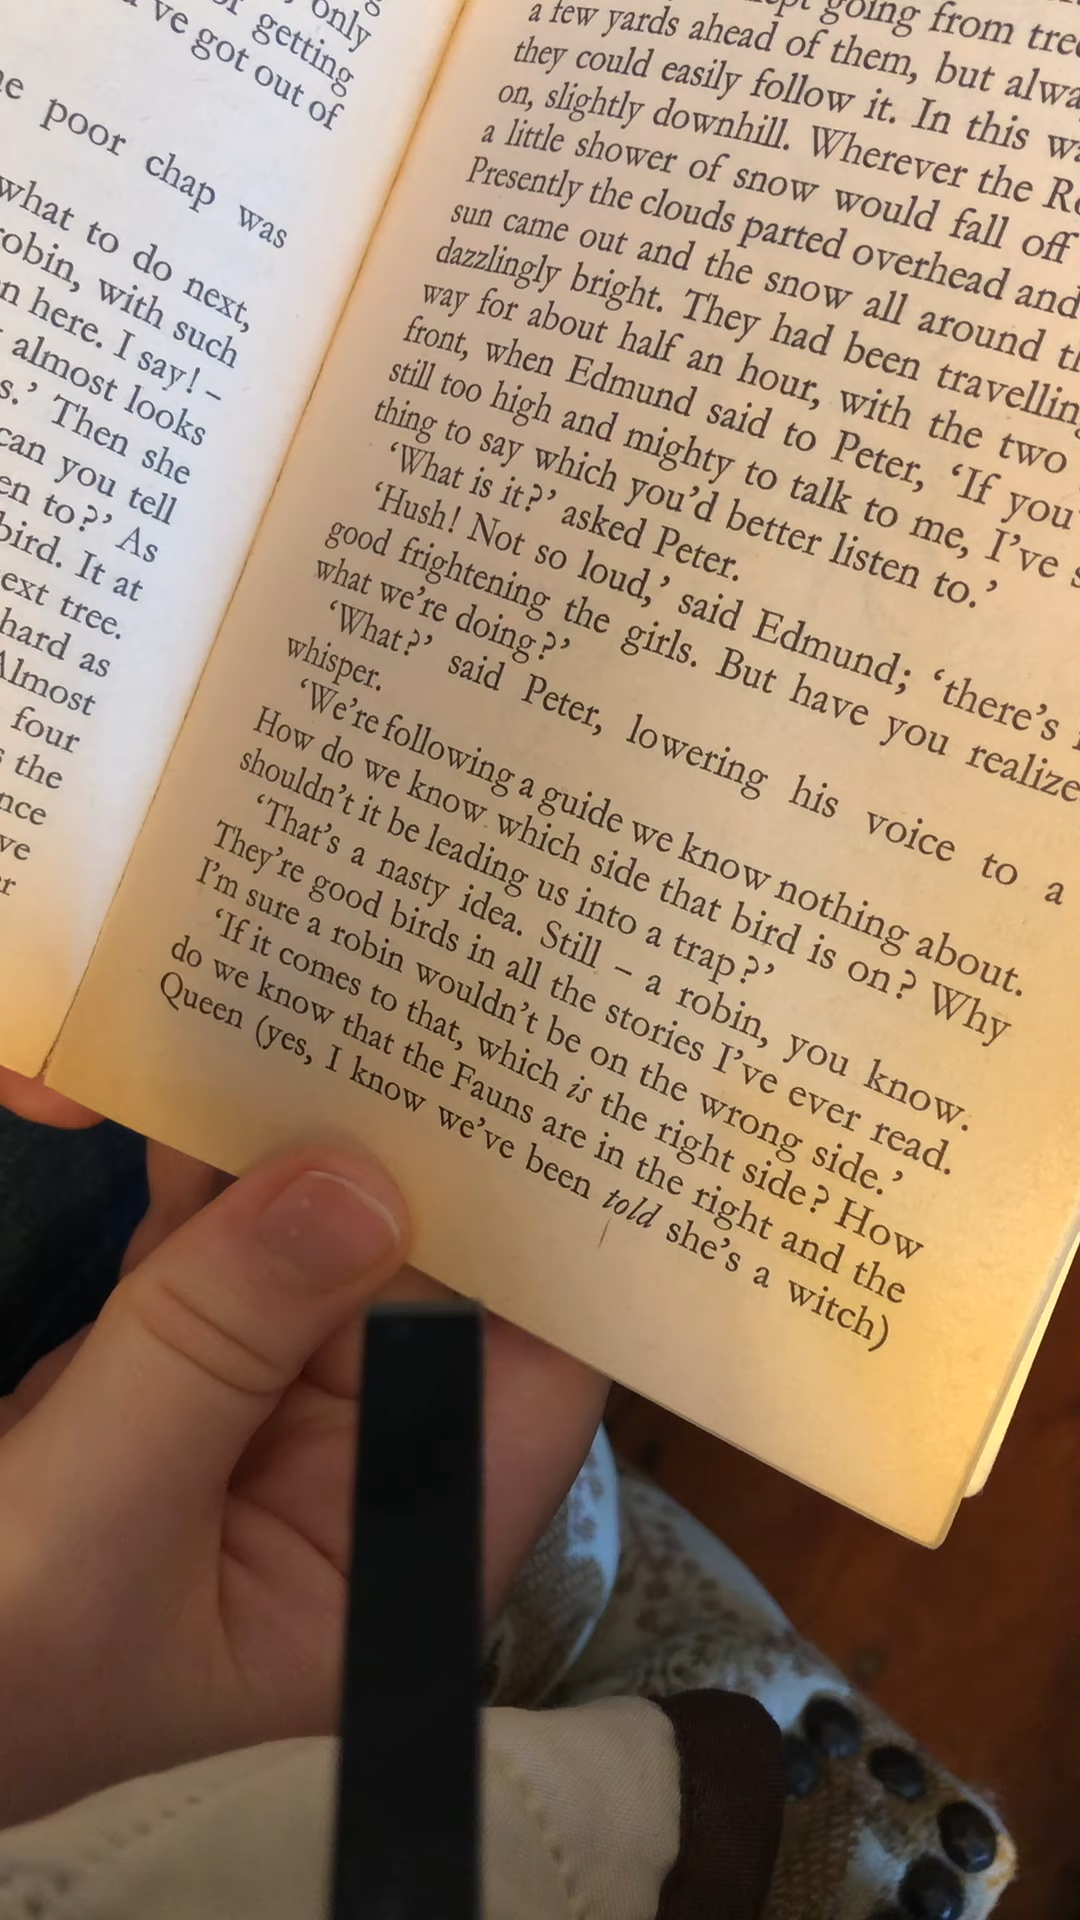 only
or getting
've got out of
poor chap was
what to do next,
robin, with such
here. I say! –
almost looks
Then she
can you tell
to?' As
bird. It at
next tree.
hard as
Almost
four
the
going from tree
a few yards ahead of them, but alwa
they could easily follow it. In this wa
on, slightly downhill. Wherever the Ro
a little shower of snow would fall off
Presently the clouds parted overhead and
sun came out and the snow all around th
dazzlingly bright. They had been travelling
way for about half an hour, with the two
front, when Edmund said to Peter, 'If you'
still too high and mighty to talk to me, I've s
thing to say which you'd better listen to.'
'What is it?' asked Peter.
'Hush! Not so loud,' said Edmund; 'there's
good frightening the girls. But have you realize
what we're doing?'
'What?' said Peter, lowering his voice to a
whisper.
'We're following a guide we know nothing about.
How do we know which side that bird is on? Why
shouldn't it be leading us into a trap?'
'That's a nasty idea. Still – a robin, you know.
They're good birds in all the stories I've ever read.
I'm sure a robin wouldn't be on the wrong side.'
'If it comes to that, which is the right side? How
do we know that the Fauns are in the right and the
Queen (yes, I know we've been told she's a witch)